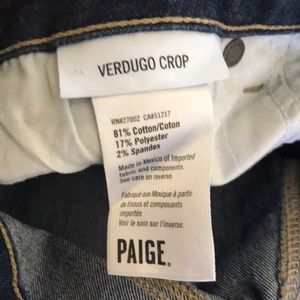 VERDUGO CROP
RN#27002 CA#51217
81% Cotton/Coton
17% Polyester
2% Spandex
Made in Mexico of Imported
fabric and components.
See care on reverse.
Fabriqué aux Mexique à partir
de tissus et composants
importés
Voir le soin sur l'inverse.
PAIGE.